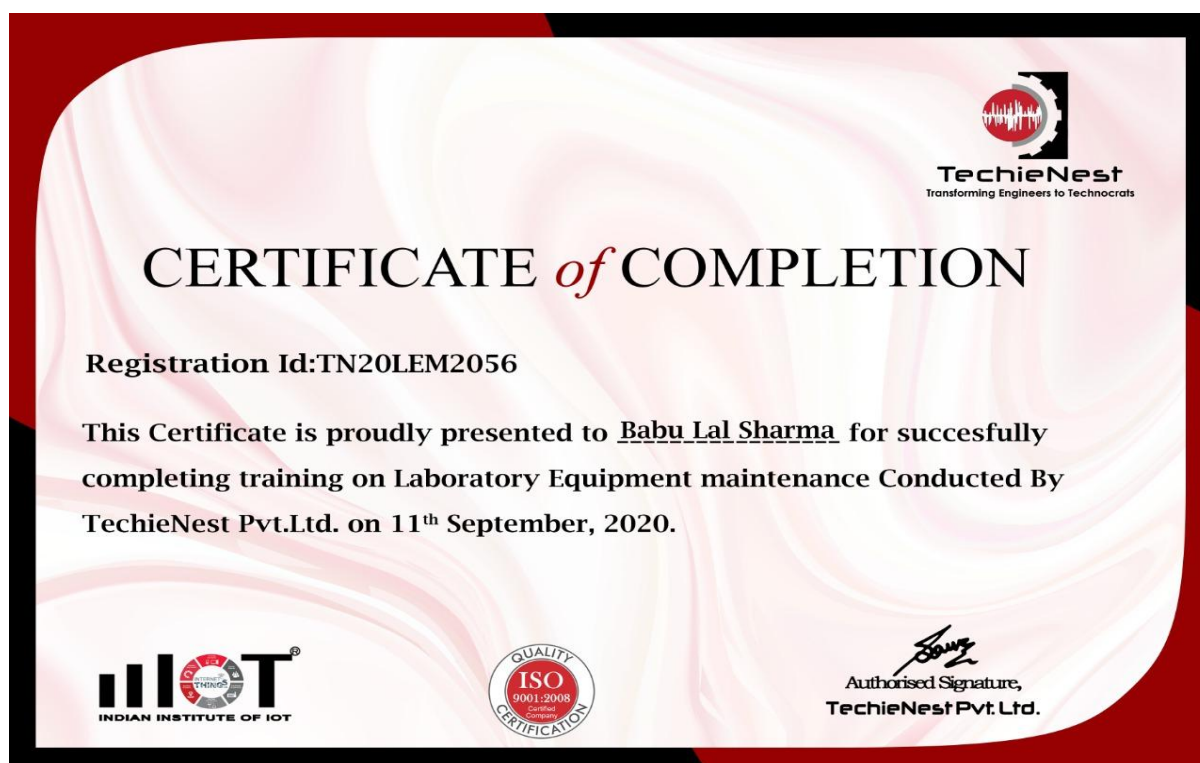 TechieNest
Transforming Engineers to Technocrats
CERTIFICATE of COMPLETION
Registration Id:TN20LEM2056
This Certificate is proudly presented to Babu Lal Sharma for succesfully
completing training on Laboratory Equipment maintenance Conducted By
TechieNest Pvt.Ltd. on 11th September, 2020.
IIIOT®
INTERNET
THINGS
INDIAN INSTITUTE OF IOT
QUALITY
ISO
9001:2008
Certified
Company
CERTIFICATION
Authorised Signature,
TechieNest Pvt. Ltd.